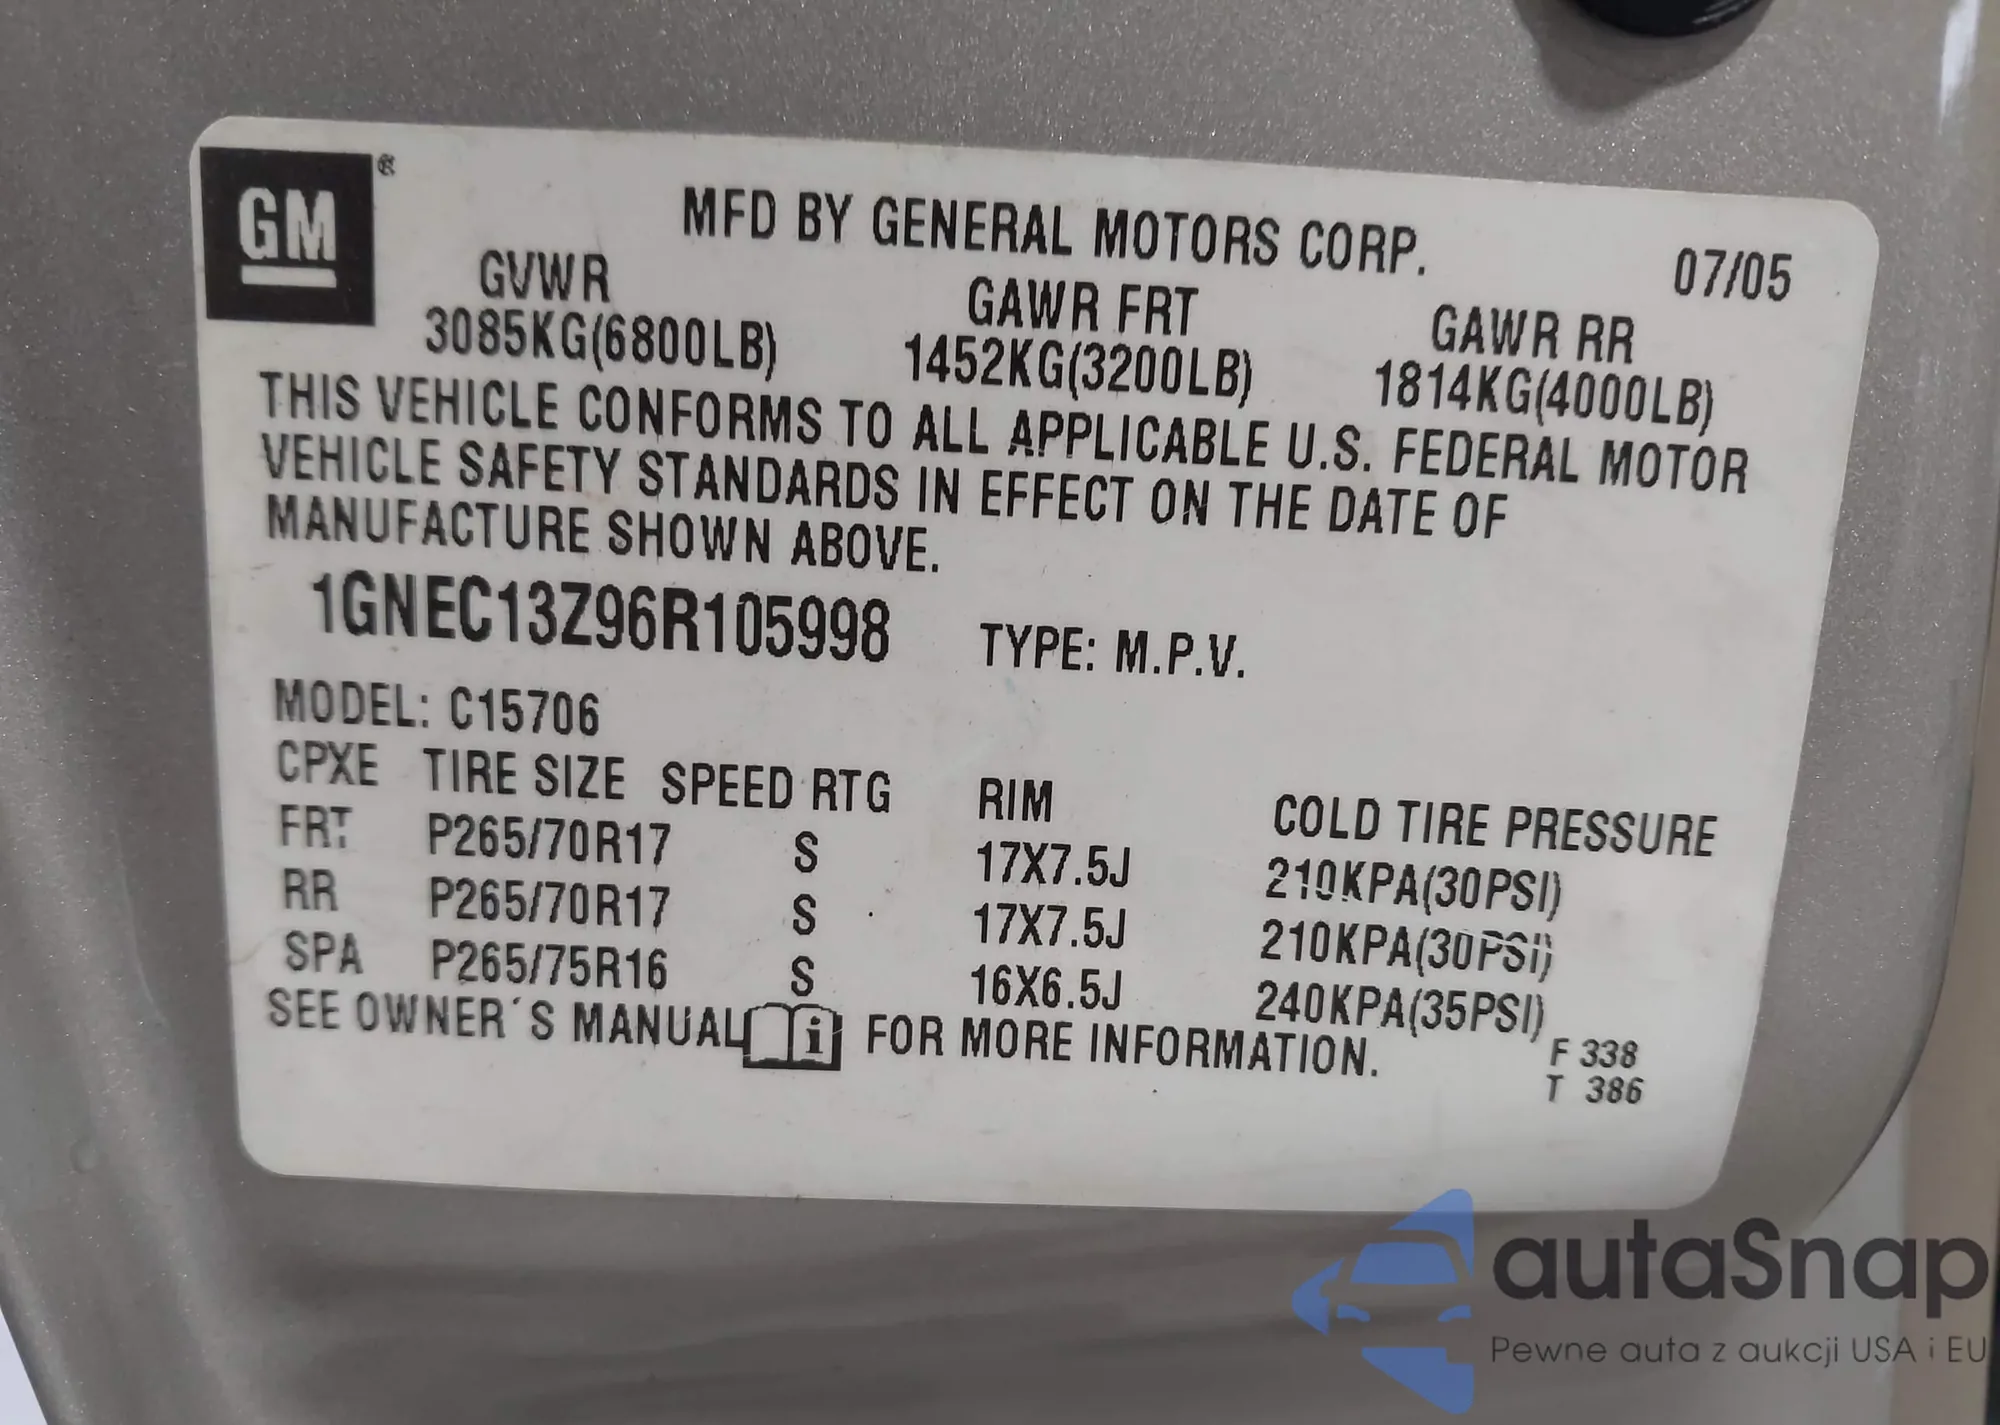 GM®
MFD BY GENERAL MOTORS CORP. 07/05
GVWR GAWR FRT GAWR RR
3085KG(6800LB) 1452KG(3200LB) 1814KG(4000LB)
THIS VEHICLE CONFORMS TO ALL APPLICABLE U.S. FEDERAL MOTOR
VEHICLE SAFETY STANDARDS IN EFFECT ON THE DATE OF
MANUFACTURE SHOWN ABOVE.
1GNEC13Z96R105998 TYPE: M.P.V.
MODEL: C15706
CPXE TIRE SIZE SPEED RTG RIM COLD TIRE PRESSURE
FRT P265/70R17 S 17X7.5J 210KPA(30PSI)
RR P265/70R17 S 17X7.5J 210KPA(30PSI)
SPA P265/75R16 S 16X6.5J 240KPA(35PSI)
SEE OWNER´S MANUAL i FOR MORE INFORMATION.
F 338
T 386
autaSnap
Pewne auta z aukcji USA i EU